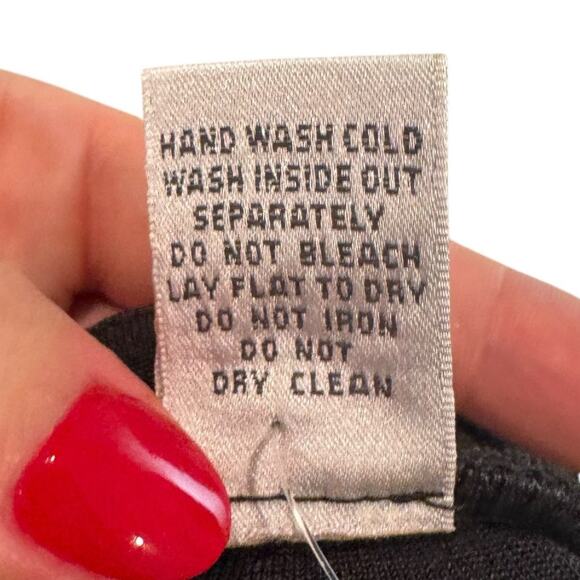 HAND WASH COLD
WASH INSIDE OUT
SEPARATELY
DO NOT BLEACH
LAY FLAT TO DRY
DO NOT IRON
DO NOT
DRY CLEAN